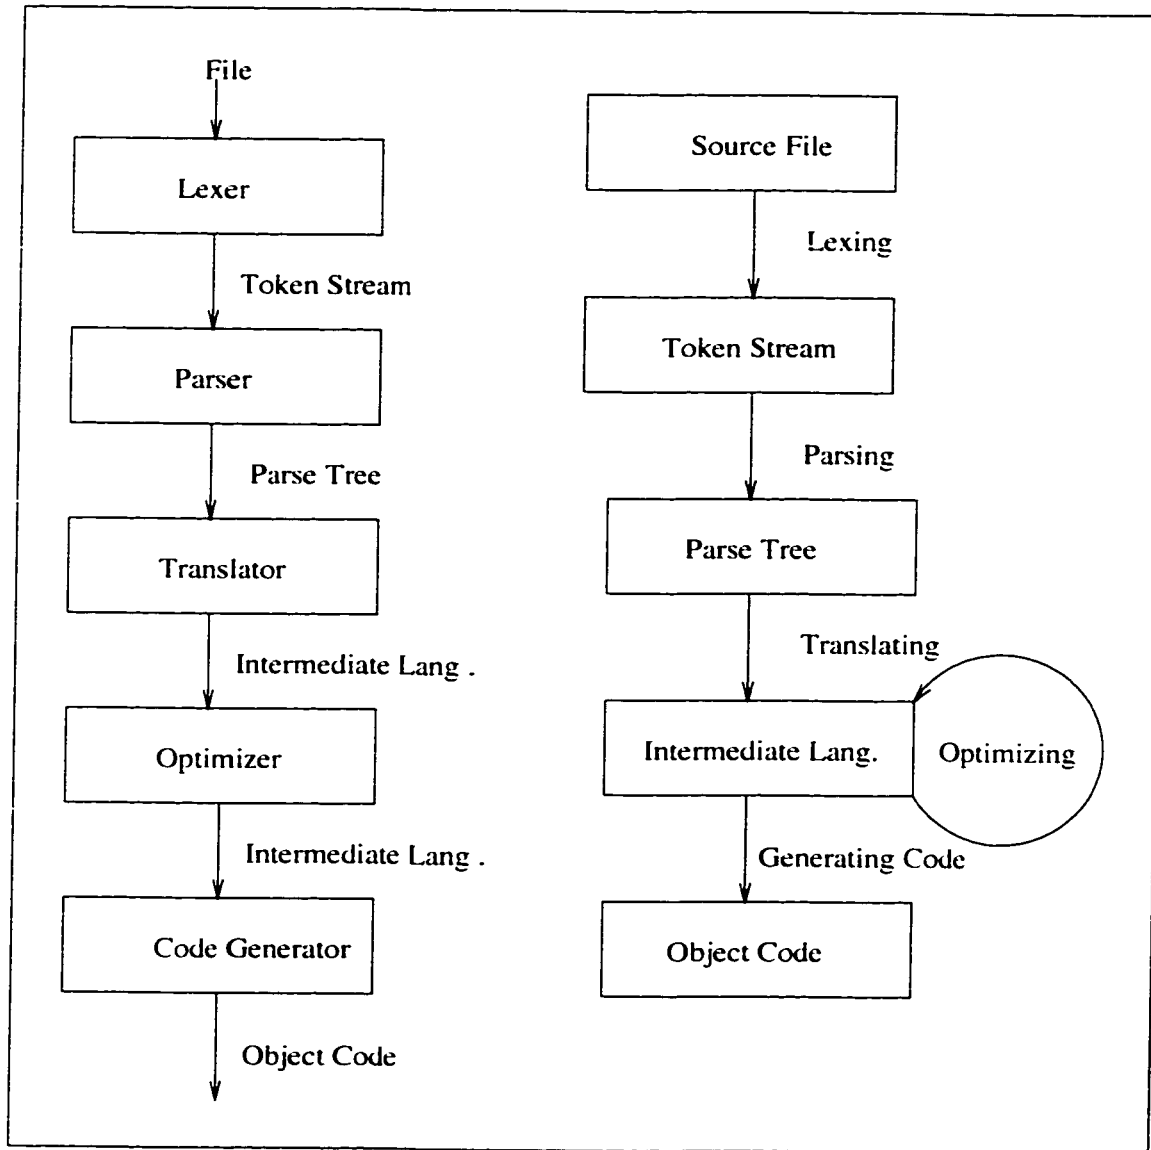 File
Lexer
Token Stream
Parser
Parse Tree
Translator
Intermediate Lang .
Optimizer
Intermediate Lang .
Code Generator
Object Code
Source File
Lexing
Token Stream
Parsing
Parse Tree
Translating
Intermediate Lang.
Optimizing
Generating Code
Object Code